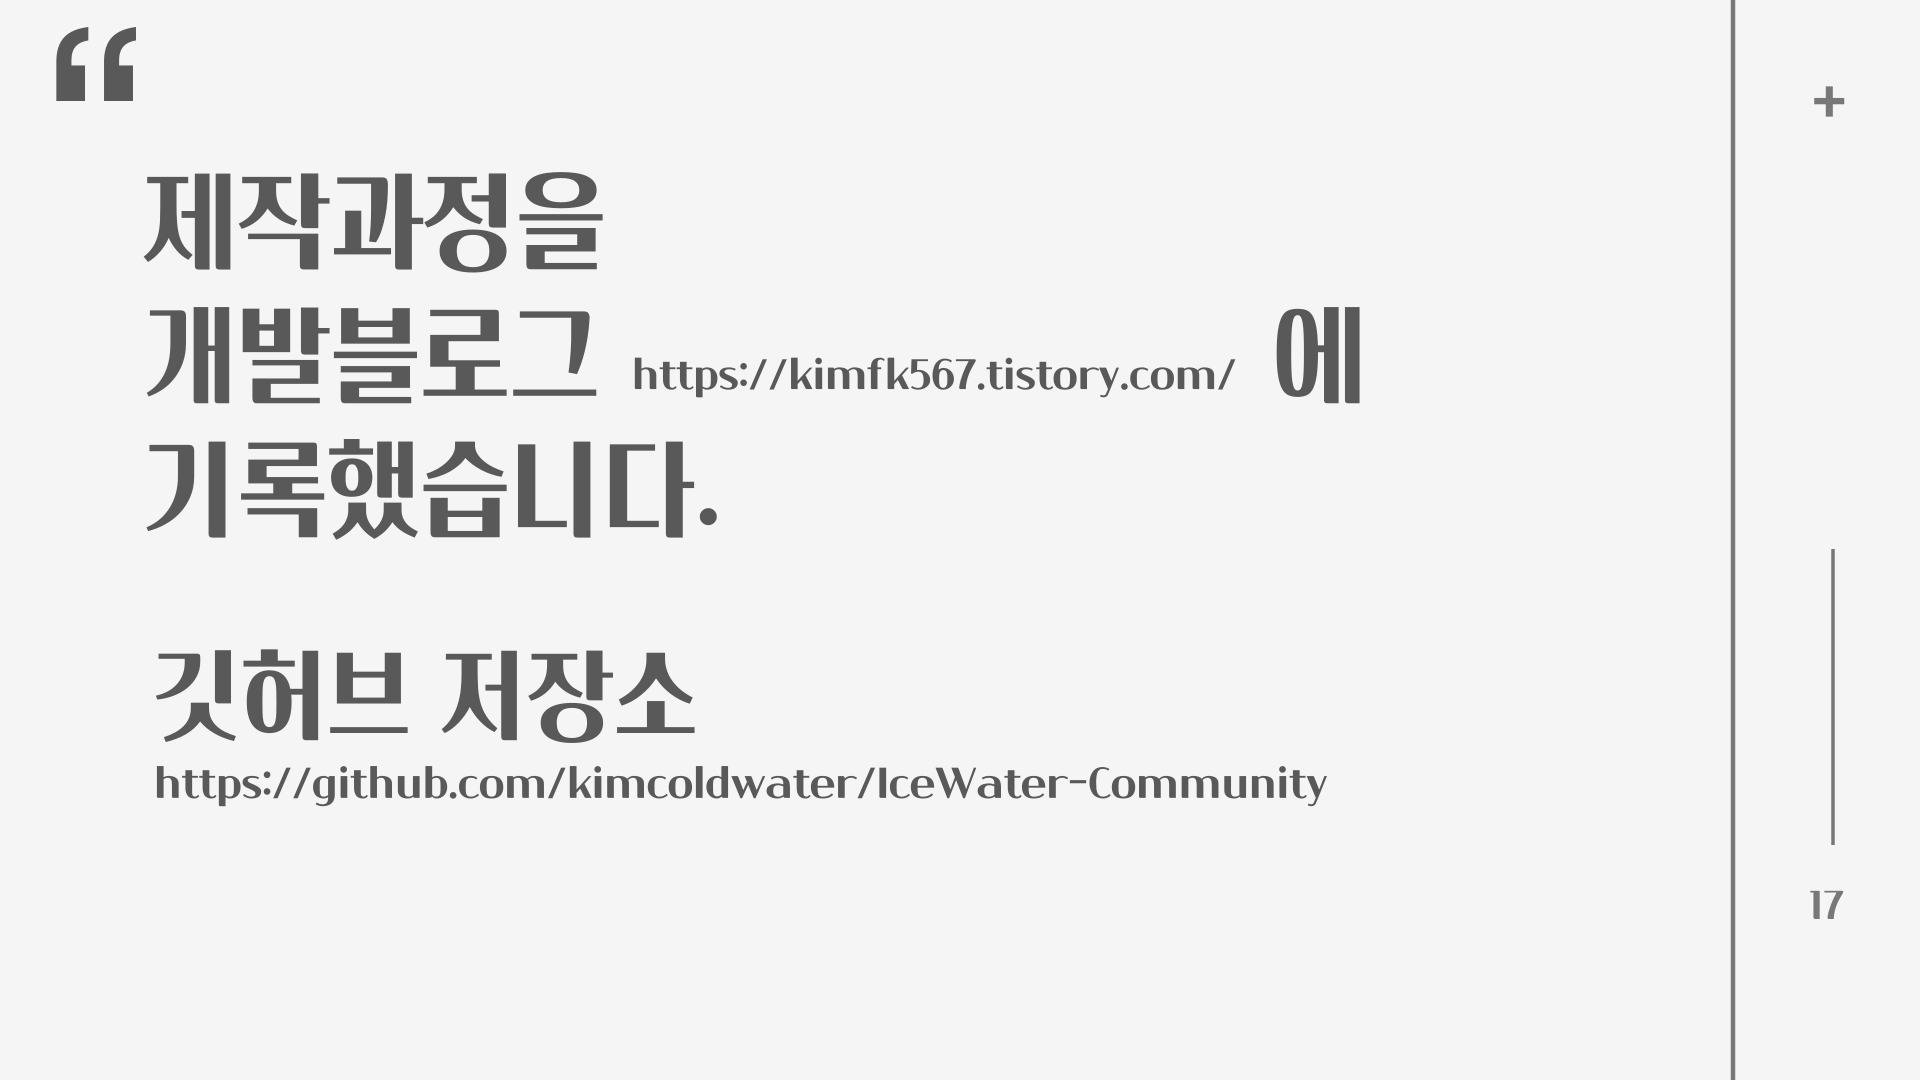 “
+
제작과정을
개발블로그 https://kimfk567.tistory.com/ 에
기록했습니다.
깃허브 저장소
https://github.com/kimcoldwater/IceWater-Community
17